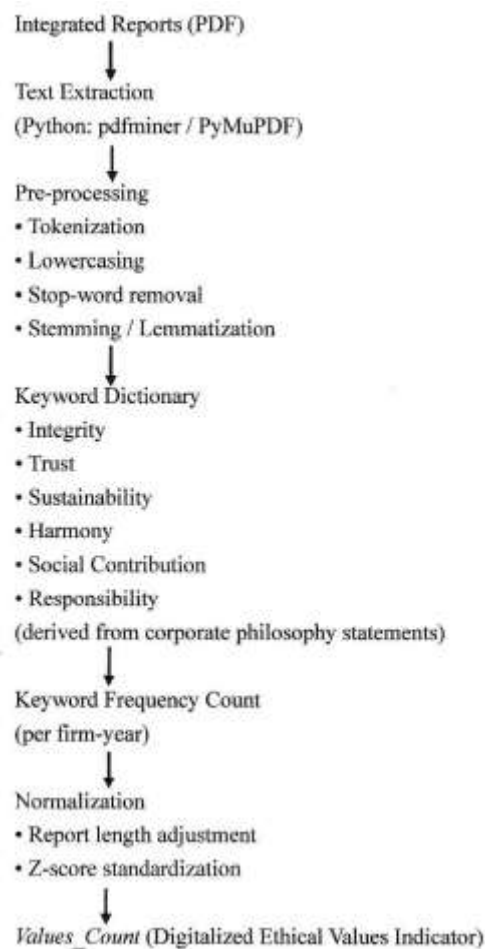 Integrated Reports (PDF)
Text Extraction
(Python: pdfminer / PyMuPDF)
Pre-processing
• Tokenization
• Lowercasing
• Stop-word removal
• Stemming / Lemmatization
Keyword Dictionary
• Integrity
• Trust
• Sustainability
• Harmony
• Social Contribution
• Responsibility
(derived from corporate philosophy statements)
Keyword Frequency Count
(per firm-year)
Normalization
• Report length adjustment
• Z-score standardization
Values_Count (Digitalized Ethical Values Indicator)